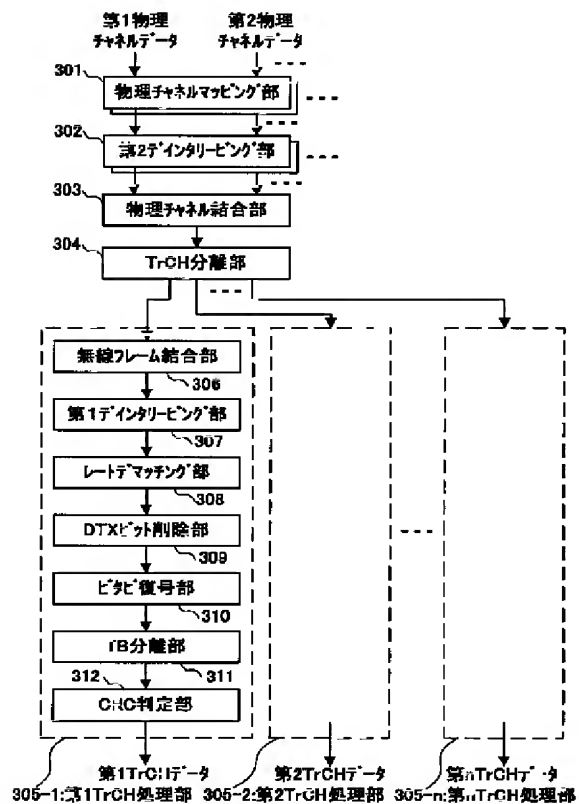 第1物理
チャネルデータ
第2物理
チャネルデータ
301
物理チャネルマッピング部
302
第2デインタリービング部
303
物理チャネル結合部
304
TrCH分離部
無線フレーム結合部
306
第1デインタリービング部
307
レートデマッチング部
308
DTXビット削除部
309
ビタビ復号部
310
TB分離部
311
312
CRC判定部
第1TrCHデータ
第2TrCHデータ
第nTrCHデータ
305-1:第1TrCH処理部
305-2:第2TrCH処理部
305-n:第nTrCH処理部